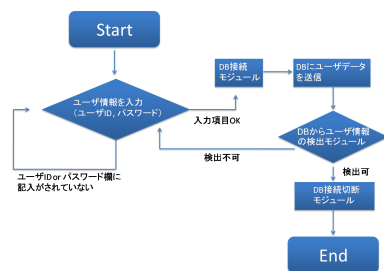 Start
ユーザ情報を入力
（ユーザID, パスワード）
入力項目OK
ユーザID or パスワード欄に
記入がされていない
DB接続
モジュール
DBにユーザデータ
を送信
DBからユーザ情報
の検出モジュール
検出不可
検出可
DB接続切断
モジュール
End